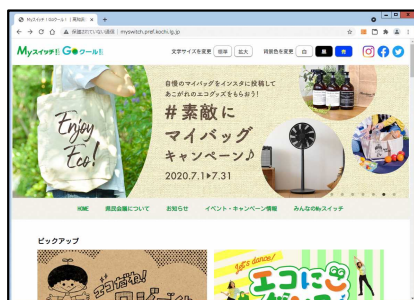 Myスイッチ!! Goクール!! | 高知県
保護されていない通信 | myswitch.pref.kochi.lg.jp
Myスイッチ!! Goクール!!
文字サイズを変更 標準 拡大 背景色を変更 白 黒 青
自慢のマイバッグをインスタに投稿して
あこがれのエコグッズをもらおう!
#素敵に
マイバッグ
キャンペーン♪
2020.7.1▶7.31
Enjoy
Eco!
HOME 県民会議について お知らせ イベント・キャンペーン情報 みんなのMyスイッチ
ピックアップ
エコだね!
Let's dance!
エコに